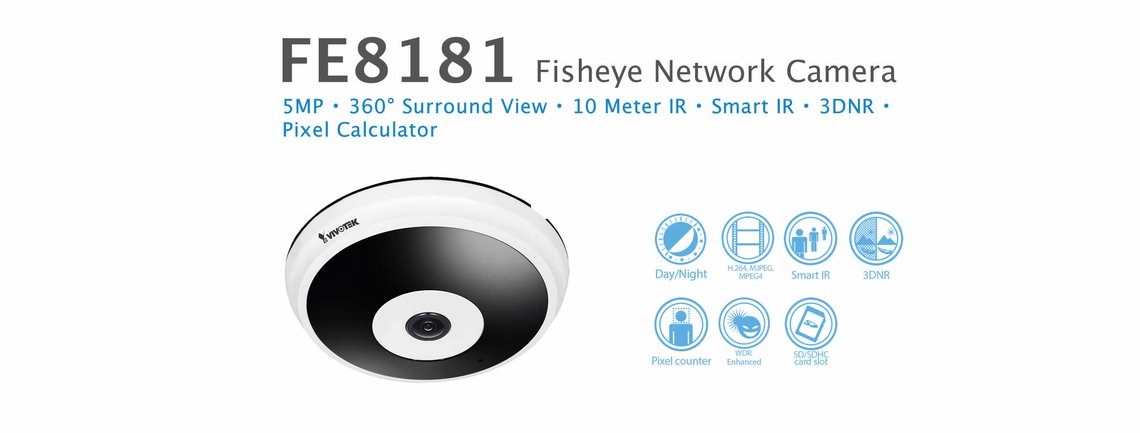 FE8181 Fisheye Network Camera
5MP • 360° Surround View • 10 Meter IR • Smart IR • 3DNR •
Pixel Calculator
VIVOTEK
Day/Night
H.264, MJPEG,
MPEG4
Smart IR
3DNR
Pixel counter
WDR
Enhanced
SD/SDHC
card slot
SD